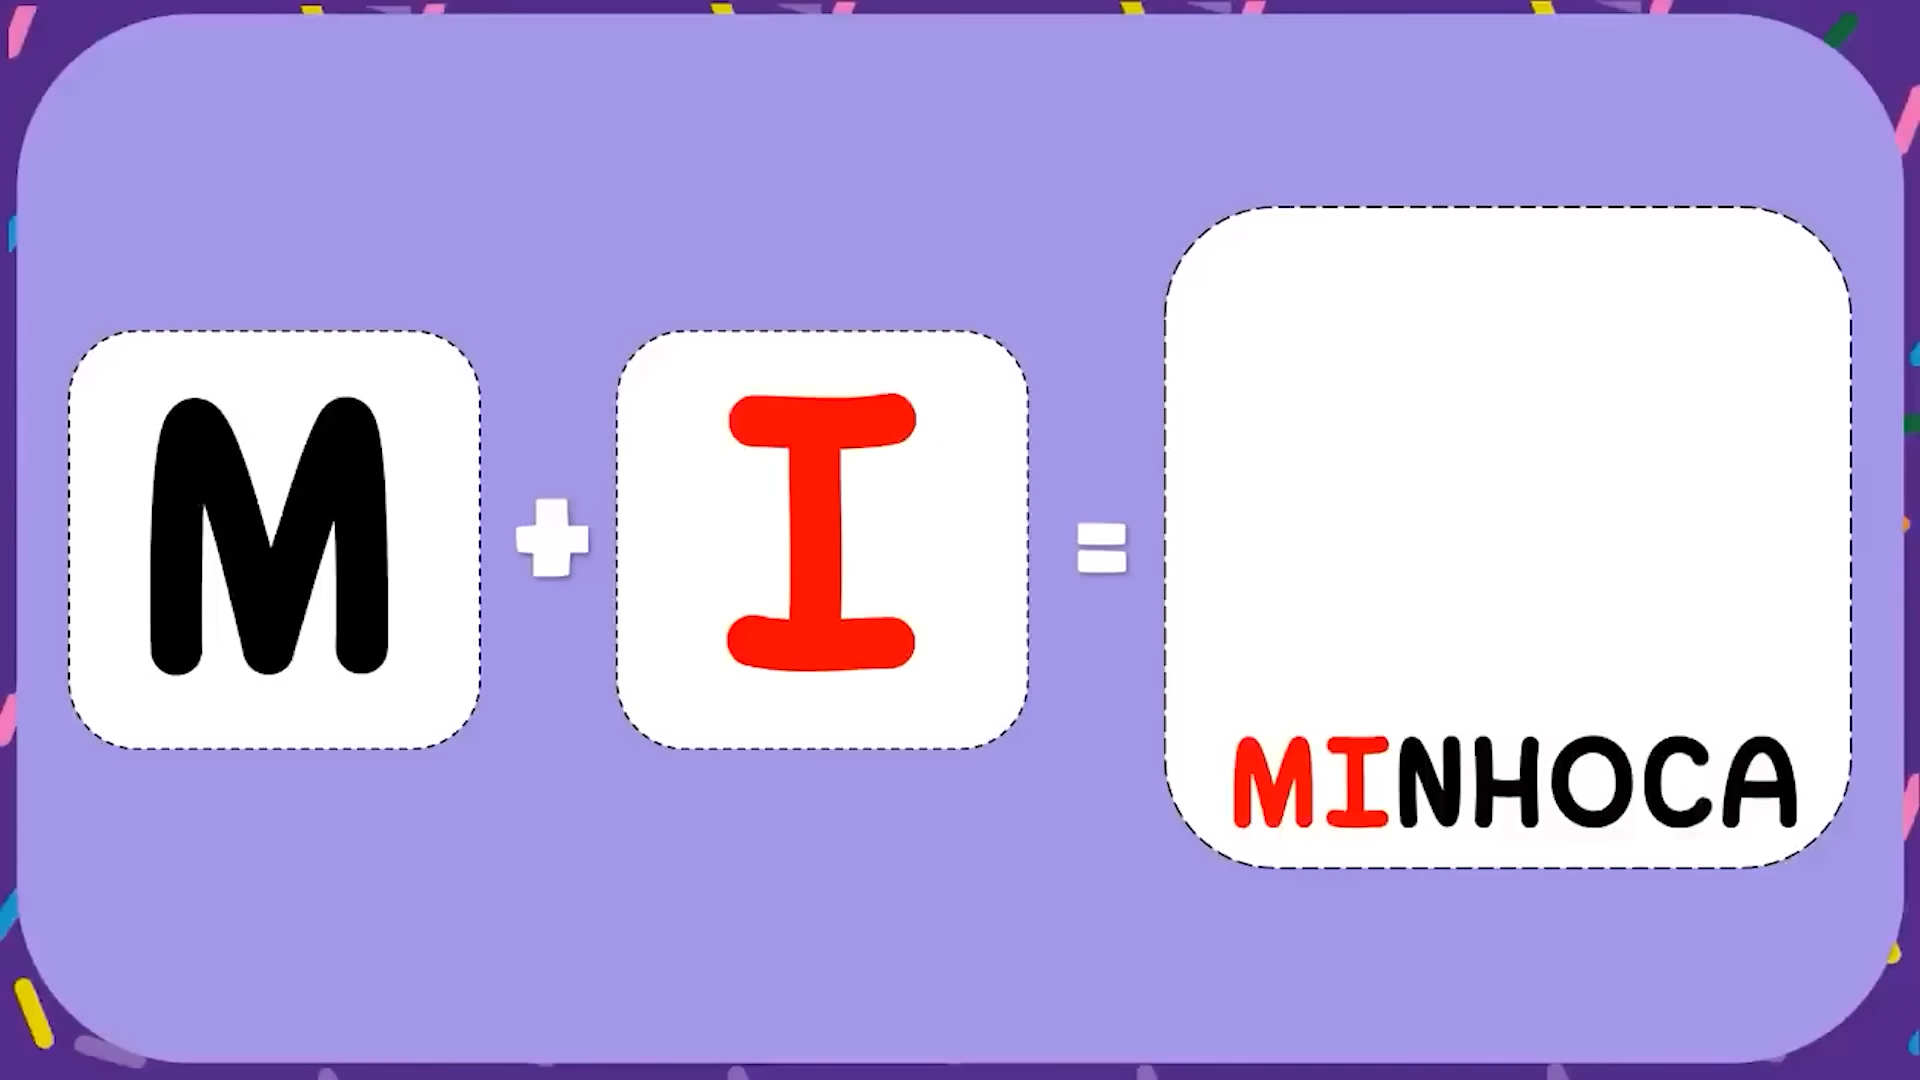 M + I =
MINHOCA